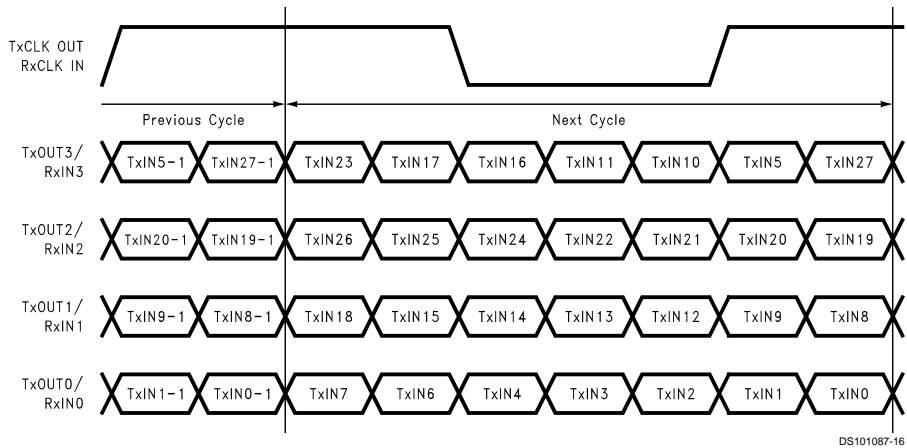 TxCLK OUT
RxCLK IN
Previous Cycle Next Cycle
TxOUT3/
RxIN3
TxIN5-1 TxIN27-1 TxIN23 TxIN17 TxIN16 TxIN11 TxIN10 TxIN5 TxIN27
TxOUT2/
RxIN2
TxIN20-1 TxIN19-1 TxIN26 TxIN25 TxIN24 TxIN22 TxIN21 TxIN20 TxIN19
TxOUT1/
RxIN1
TxIN9-1 TxIN8-1 TxIN18 TxIN15 TxIN14 TxIN13 TxIN12 TxIN9 TxIN8
TxOUT0/
RxIN0
TxIN1-1 TxIN0-1 TxIN7 TxIN6 TxIN4 TxIN3 TxIN2 TxIN1 TxIN0
DS101087-16